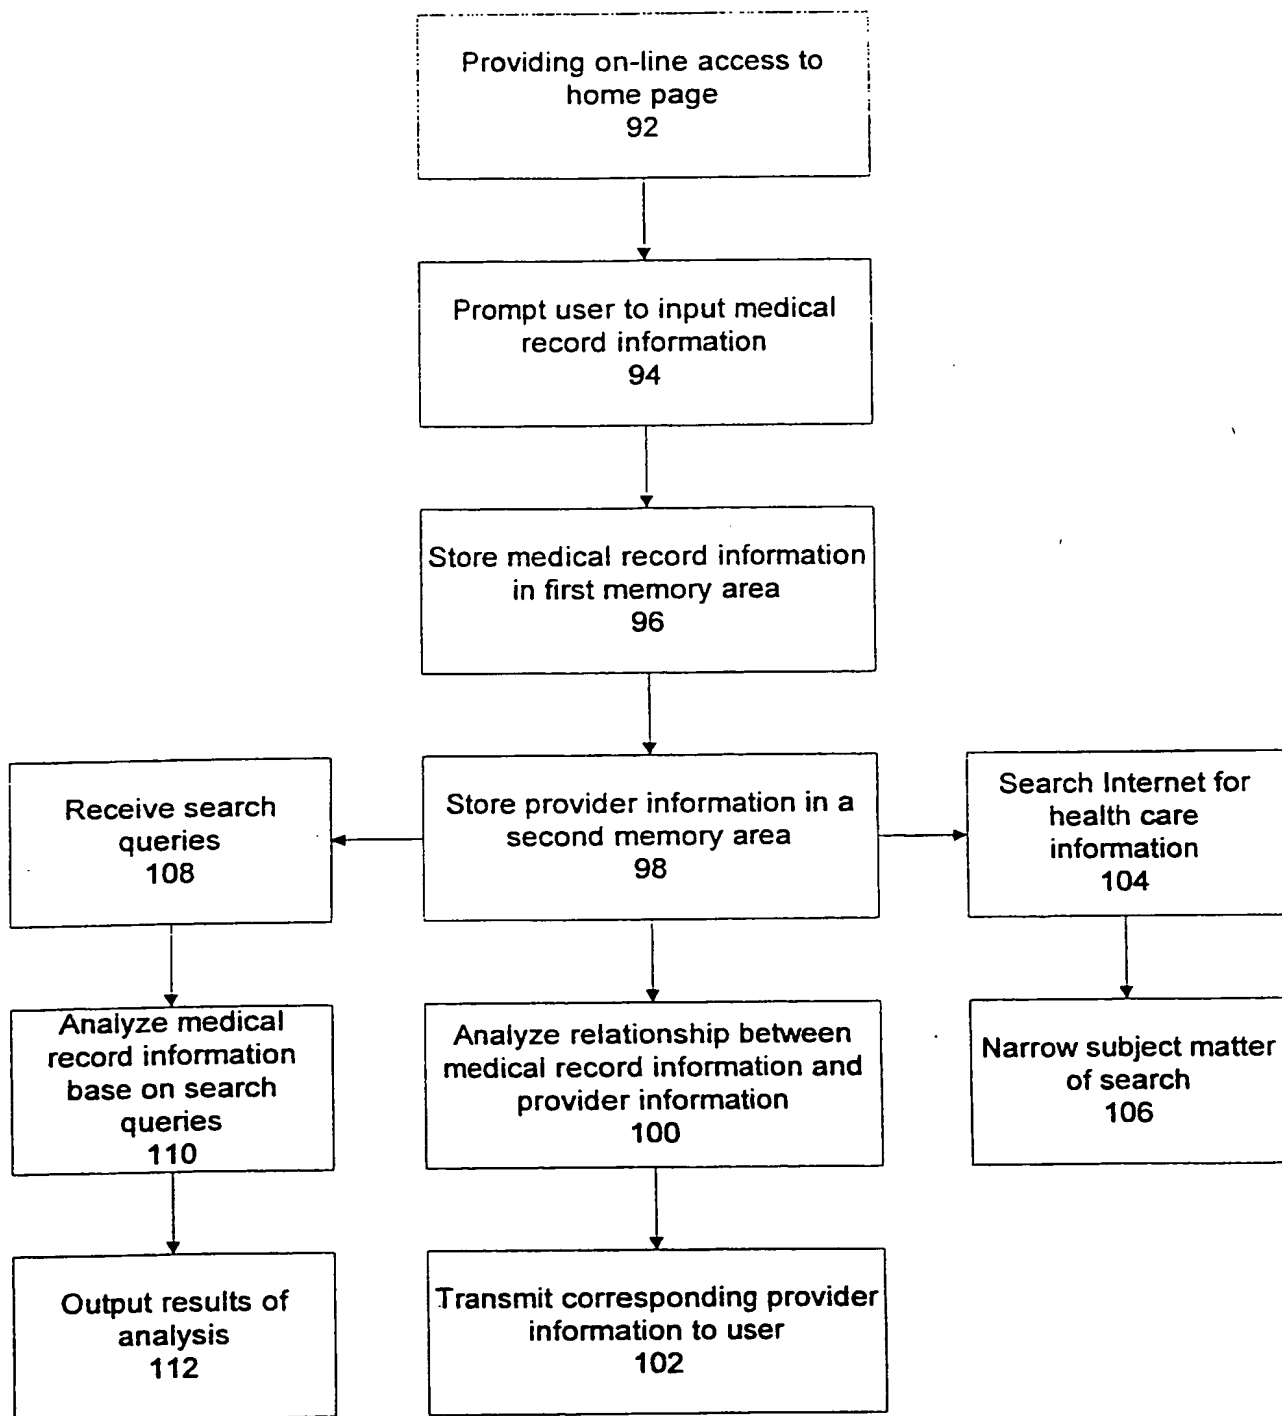 Providing on-line access to
home page
92
Prompt user to input medical
record information
94
Store medical record information
in first memory area
96
Receive search
queries
108
Store provider information in a
second memory area
98
Search Internet for
health care
information
104
Analyze medical
record information
base on search
queries
110
Analyze relationship between
medical record information and
provider information
100
Narrow subject matter
of search
106
Output results of
analysis
112
Transmit corresponding provider
information to user
102